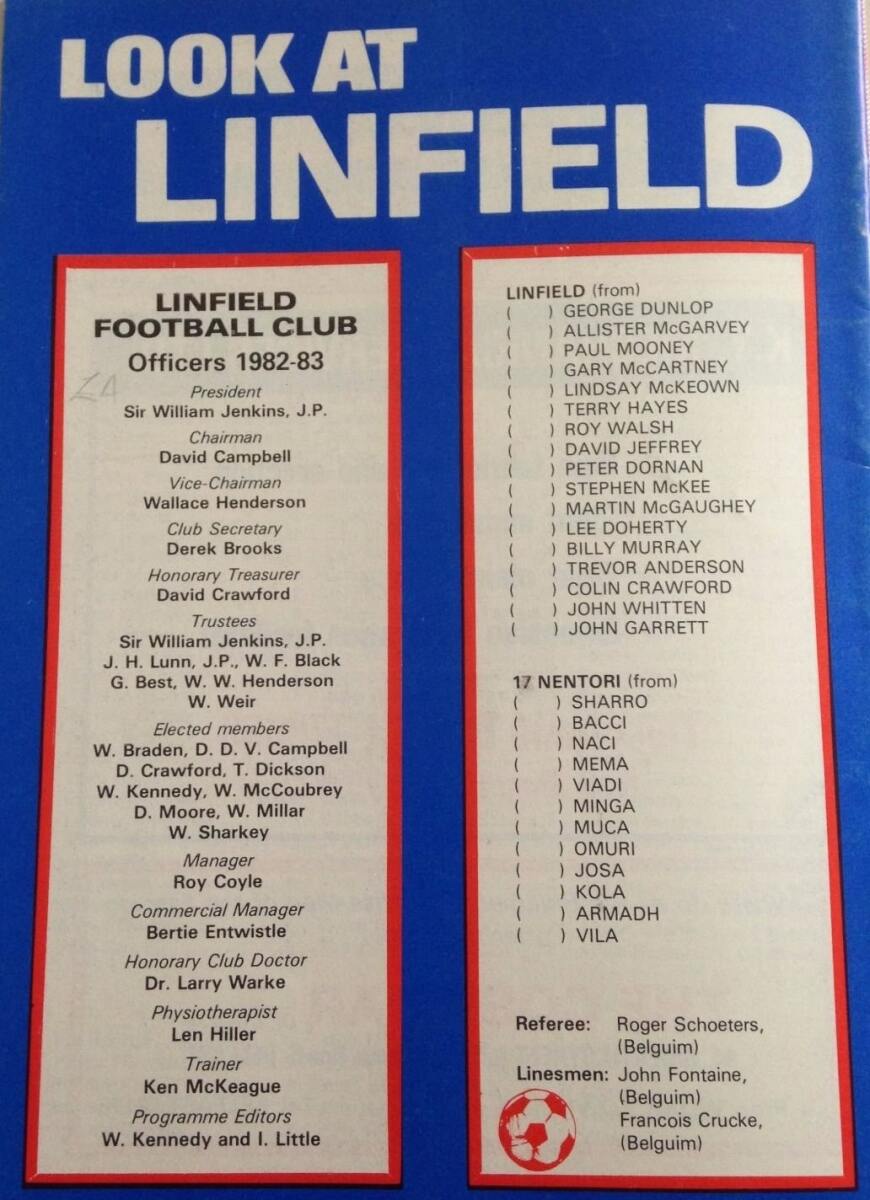 LOOK AT
LINFIELD
LINFIELD
FOOTBALL CLUB
Officers 1982-83
President
Sir William Jenkins, J.P.
Chairman
David Campbell
Vice-Chairman
Wallace Henderson
Club Secretary
Derek Brooks
Honorary Treasurer
David Crawford
Trustees
Sir William Jenkins, J.P.
J. H. Lunn, J.P., W. F. Black
G. Best, W. W. Henderson
W. Weir
Elected members
W. Braden, D. D. V. Campbell
D. Crawford, T. Dickson
W. Kennedy, W. McCoubrey
D. Moore, W. Millar
W. Sharkey
Manager
Roy Coyle
Commercial Manager
Bertie Entwistle
Honorary Club Doctor
Dr. Larry Warke
Physiotherapist
Len Hiller
Trainer
Ken McKeague
Programme Editors
W. Kennedy and I. Little
LINFIELD (from)
( ) GEORGE DUNLOP
( ) ALLISTER McGARVEY
( ) PAUL MOONEY
( ) GARY McCARTNEY
( ) LINDSAY McKEOWN
( ) TERRY HAYES
( ) ROY WALSH
( ) DAVID JEFFREY
( ) PETER DORNAN
( ) STEPHEN McKEE
( ) MARTIN McGAUGHEY
( ) LEE DOHERTY
( ) BILLY MURRAY
( ) TREVOR ANDERSON
( ) COLIN CRAWFORD
( ) JOHN WHITTEN
( ) JOHN GARRETT
17 NENTORI (from)
( ) SHARRO
( ) BACCI
( ) NACI
( ) MEMA
( ) VIADI
( ) MINGA
( ) MUCA
( ) OMURI
( ) JOSA
( ) KOLA
( ) ARMADH
( ) VILA
Referee: Roger Schoeters,
(Belguim)
Linesmen: John Fontaine,
(Belguim)
Francois Crucke,
(Belguim)